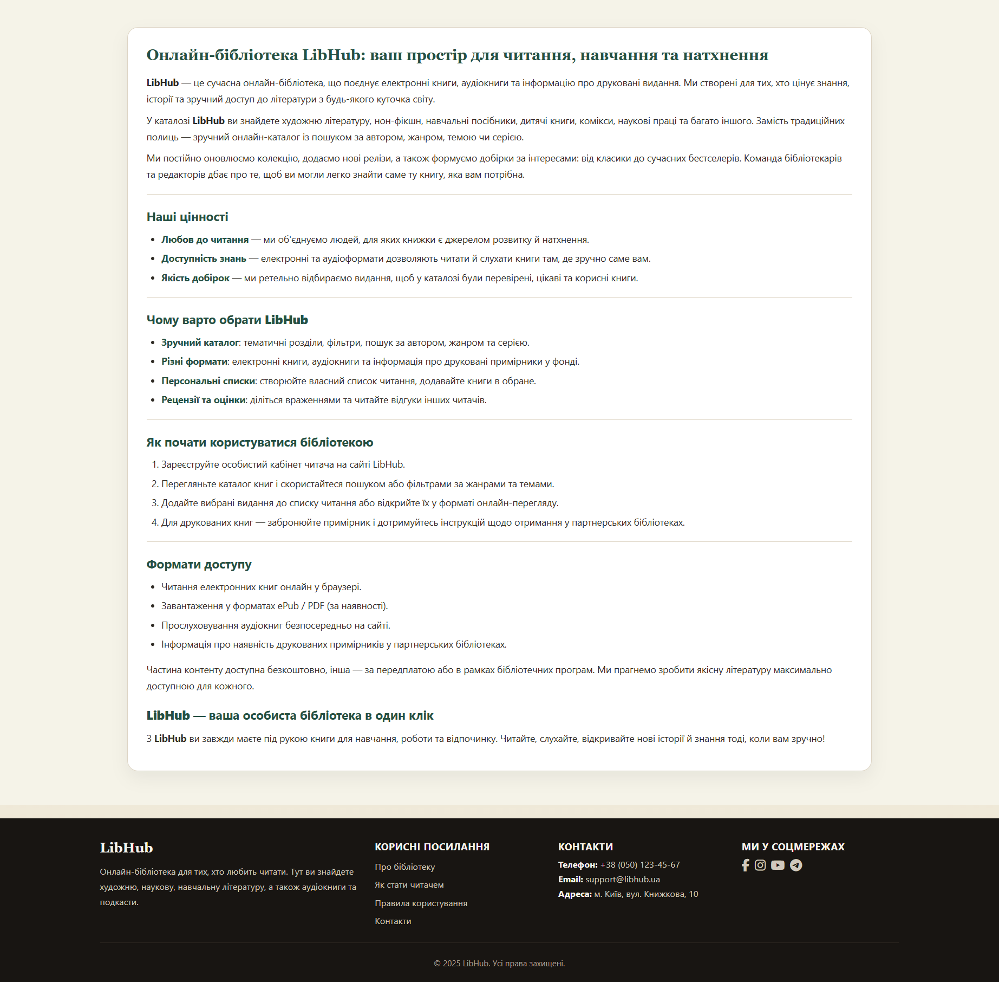 Онлайн-бібліотека LibHub: ваш простір для читання, навчання та натхнення
LibHub — це сучасна онлайн-бібліотека, що поєднує електронні книги, аудіокниги та інформацію про друковані видання. Ми створені для тих, хто цінує знання,
історії та зручний доступ до літератури з будь-якого куточка світу.
У каталозі LibHub ви знайдете художню літературу, нон-фікшн, навчальні посібники, дитячі книги, комікси, наукові праці та багато іншого. Замість традиційних
полиць — зручний онлайн-каталог із пошуком за автором, жанром, темою чи серією.
Ми постійно оновлюємо колекцію, додаємо нові релізи, а також формуємо добірки за інтересами: від класики до сучасних бестселерів. Команда бібліотекарів
та редакторів дбає про те, щоб ви могли легко знайти саме ту книгу, яка вам потрібна.
Наші цінності
• Любов до читання — ми об'єднуємо людей, для яких книжки є джерелом розвитку й натхнення.
• Доступність знань — електронні та аудіоформати дозволяють читати й слухати книги там, де зручно саме вам.
• Якість добірок — ми ретельно відбираємо видання, щоб у каталозі були перевірені, цікаві та корисні книги.
Чому варто обрати LibHub
• Зручний каталог: тематичні розділи, фільтри, пошук за автором, жанром та серією.
• Різні формати: електронні книги, аудіокниги та інформація про друковані примірники у фонді.
• Персональні списки: створюйте власний список читання, додавайте книги в обране.
• Рецензії та оцінки: діліться враженнями та читайте відгуки інших читачів.
Як почати користуватися бібліотекою
1. Зареєструйте особистий кабінет читача на сайті LibHub.
2. Перегляньте каталог книг і скористайтеся пошуком або фільтрами за жанрами та темами.
3. Додайте вибрані видання до списку читання або відкрийте їх у форматі онлайн-перегляду.
4. Для друкованих книг — забронюйте примірник і дотримуйтесь інструкцій щодо отримання у партнерських бібліотеках.
Формати доступу
• Читання електронних книг онлайн у браузері.
• Завантаження у форматах ePub / PDF (за наявності).
• Прослуховування аудіокниг безпосередньо на сайті.
• Інформація про наявність друкованих примірників у партнерських бібліотеках.
Частина контенту доступна безкоштовно, інша — за передплатою або в рамках бібліотечних програм. Ми прагнемо зробити якісну літературу максимально
доступною для кожного.
LibHub — ваша особиста бібліотека в один клік
З LibHub ви завжди маєте під рукою книги для навчання, роботи та відпочинку. Читайте, слухайте, відкривайте нові історії й знання тоді, коли вам зручно!
LibHub
Онлайн-бібліотека для тих, хто любить читати. Тут ви знайдете
художню, наукову, навчальну літературу, а також аудіокниги та
подкасти.
КОРИСНІ ПОСИЛАННЯ
Про бібліотеку
Як стати читачем
Правила користування
Контакти
КОНТАКТИ
Телефон: +38 (050) 123-45-67
Email: support@libhub.ua
Адреса: м. Київ, вул. Книжкова, 10
МИ У СОЦМЕРЕЖАХ
© 2025 LibHub. Усі права захищені.